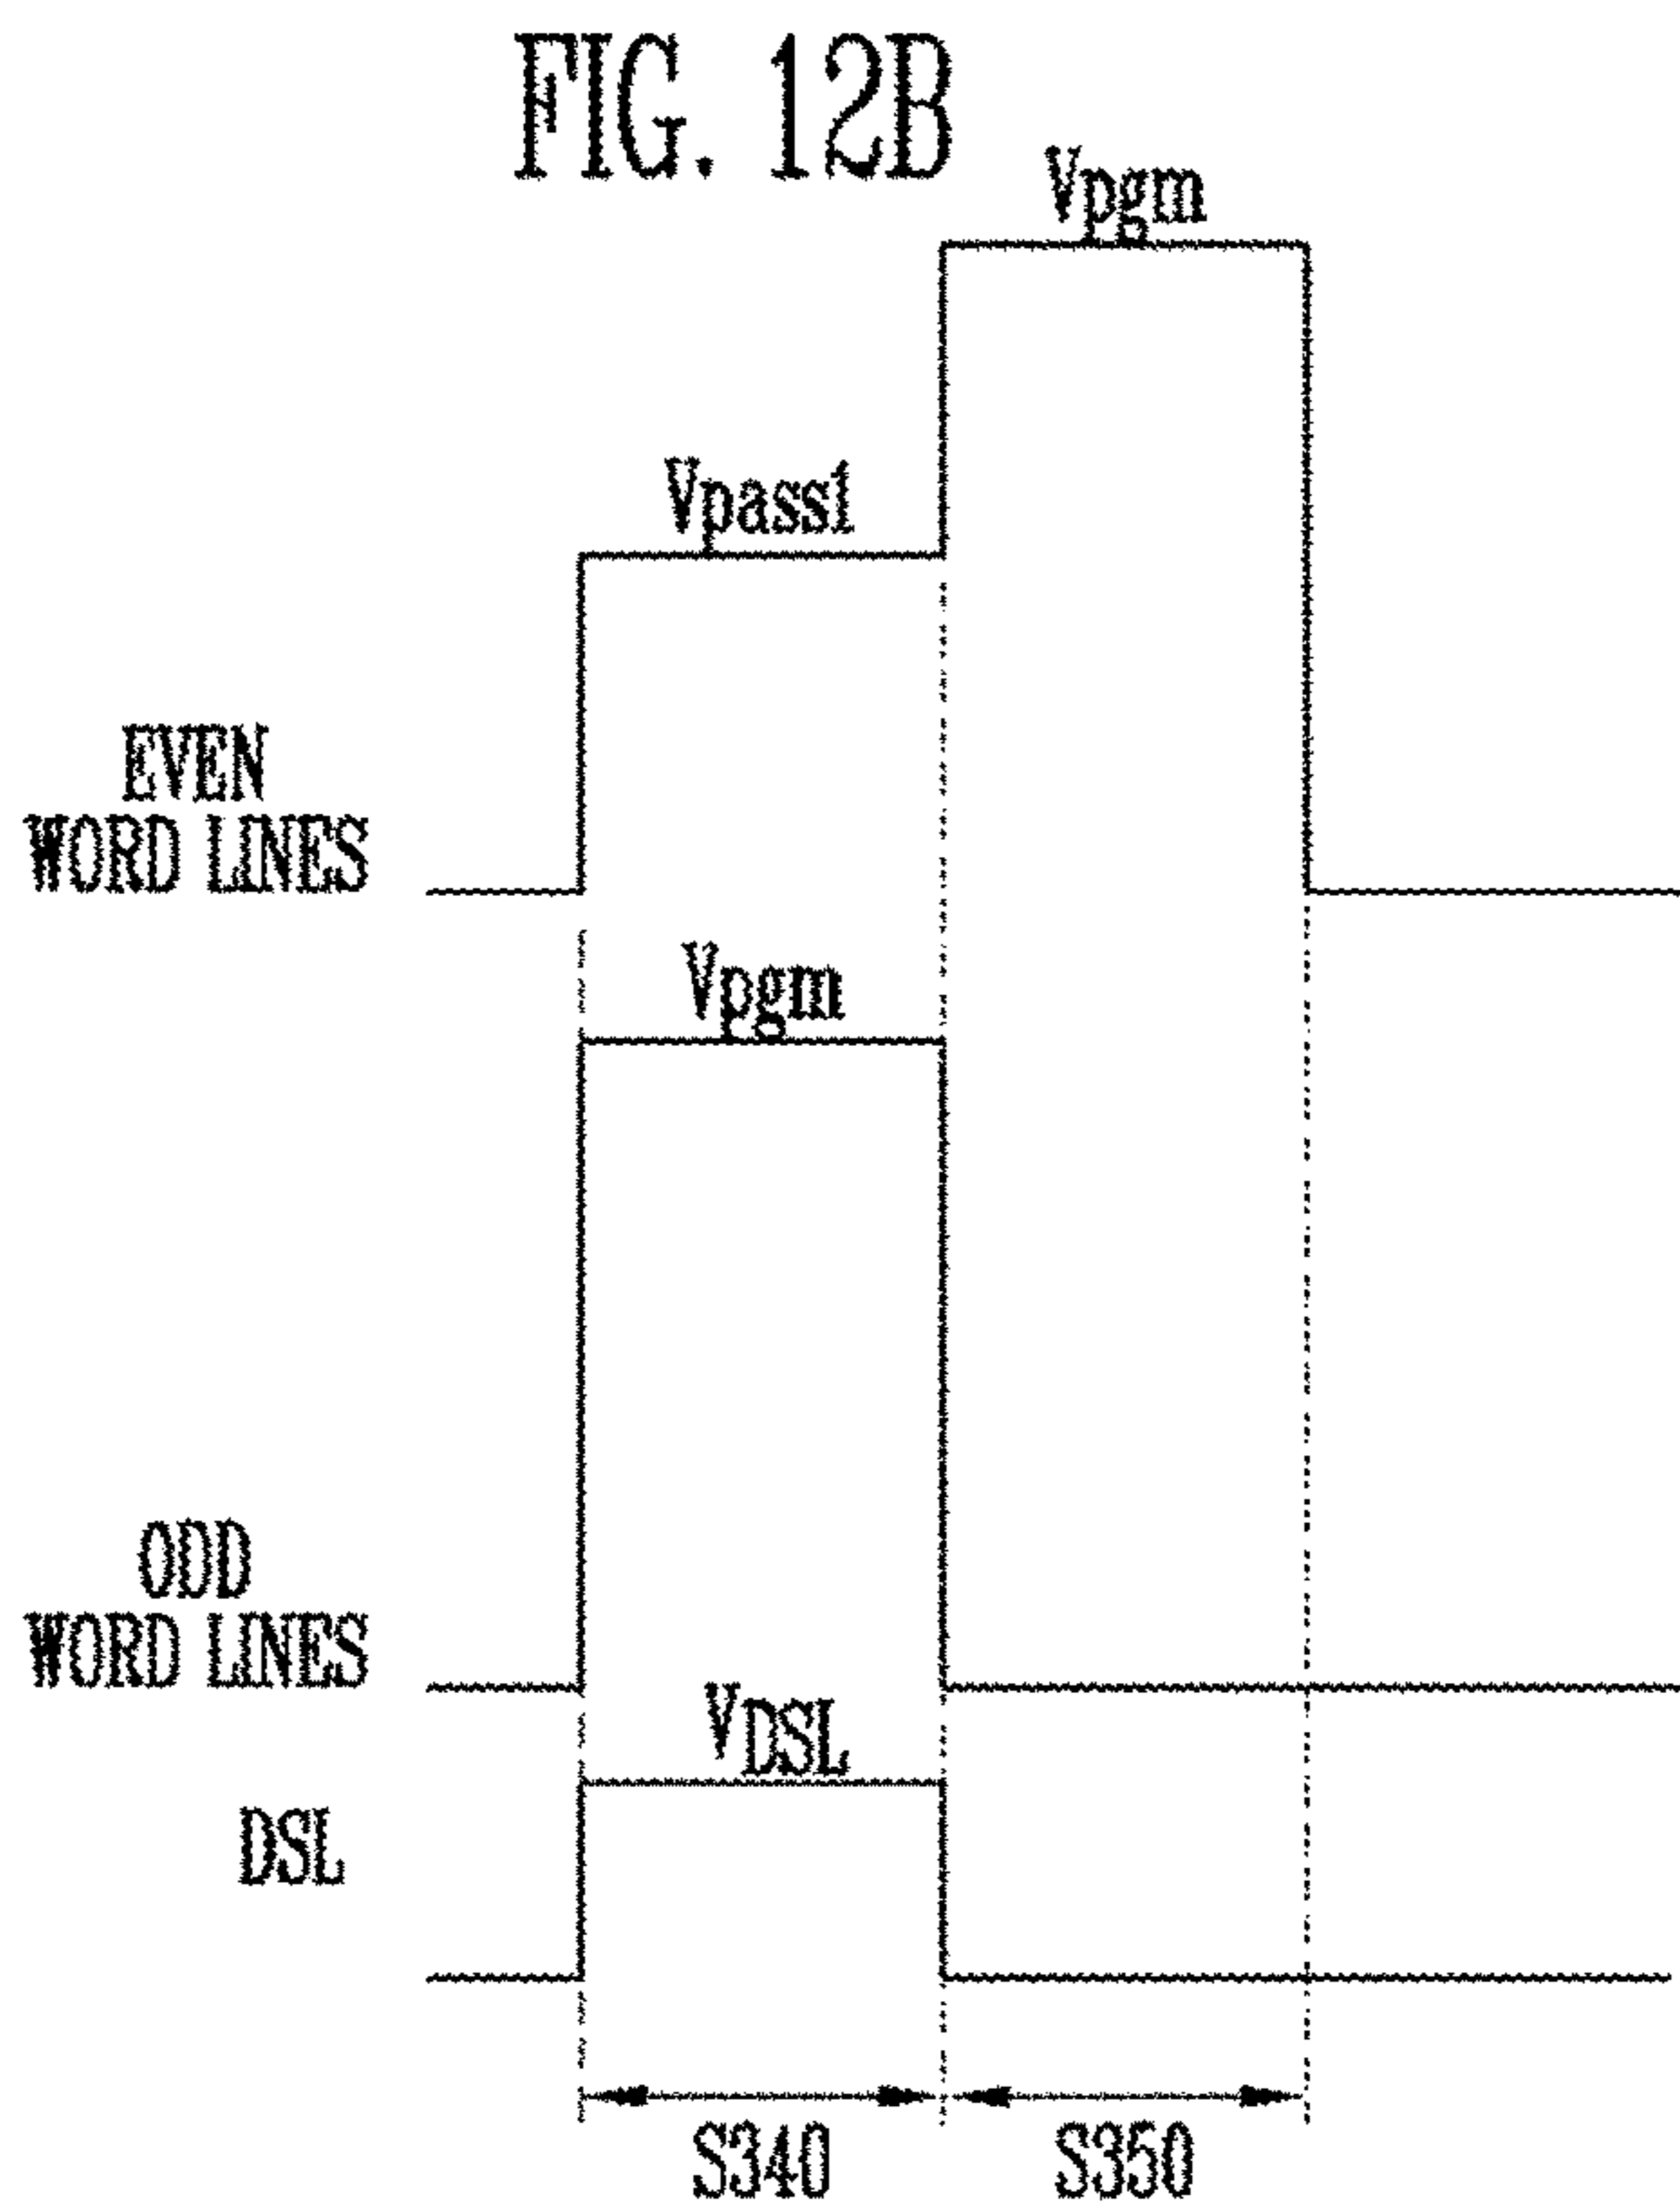 FIG. 12B
Vpgm
Vpass1
EVEN
WORD LINES
Vpgm
ODD
WORD LINES
VDSL
DSL
S340
S350